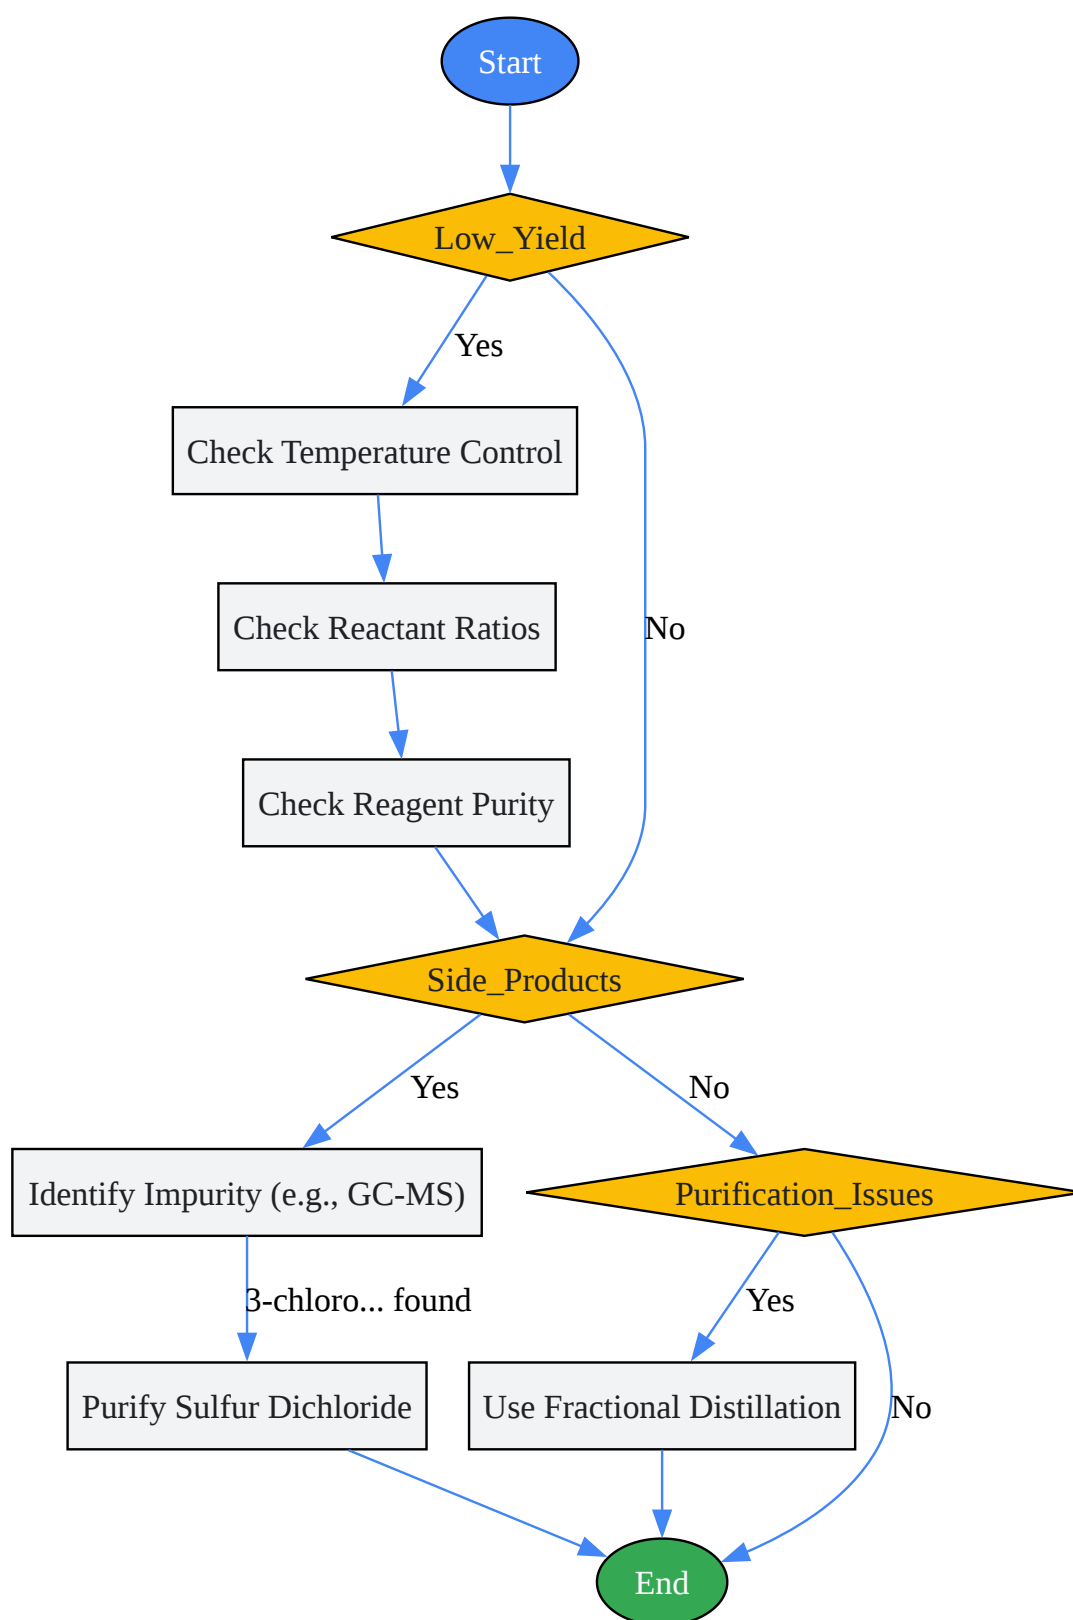 Start
Low_Yield
Yes
Check Temperature Control
Check Reactant Ratios
No
Check Reagent Purity
Side_Products
Yes
No
Identify Impurity (e.g., GC-MS)
Purification_Issues
3-chloro... found
Yes
Purify Sulfur Dichloride
Use Fractional Distillation
No
End